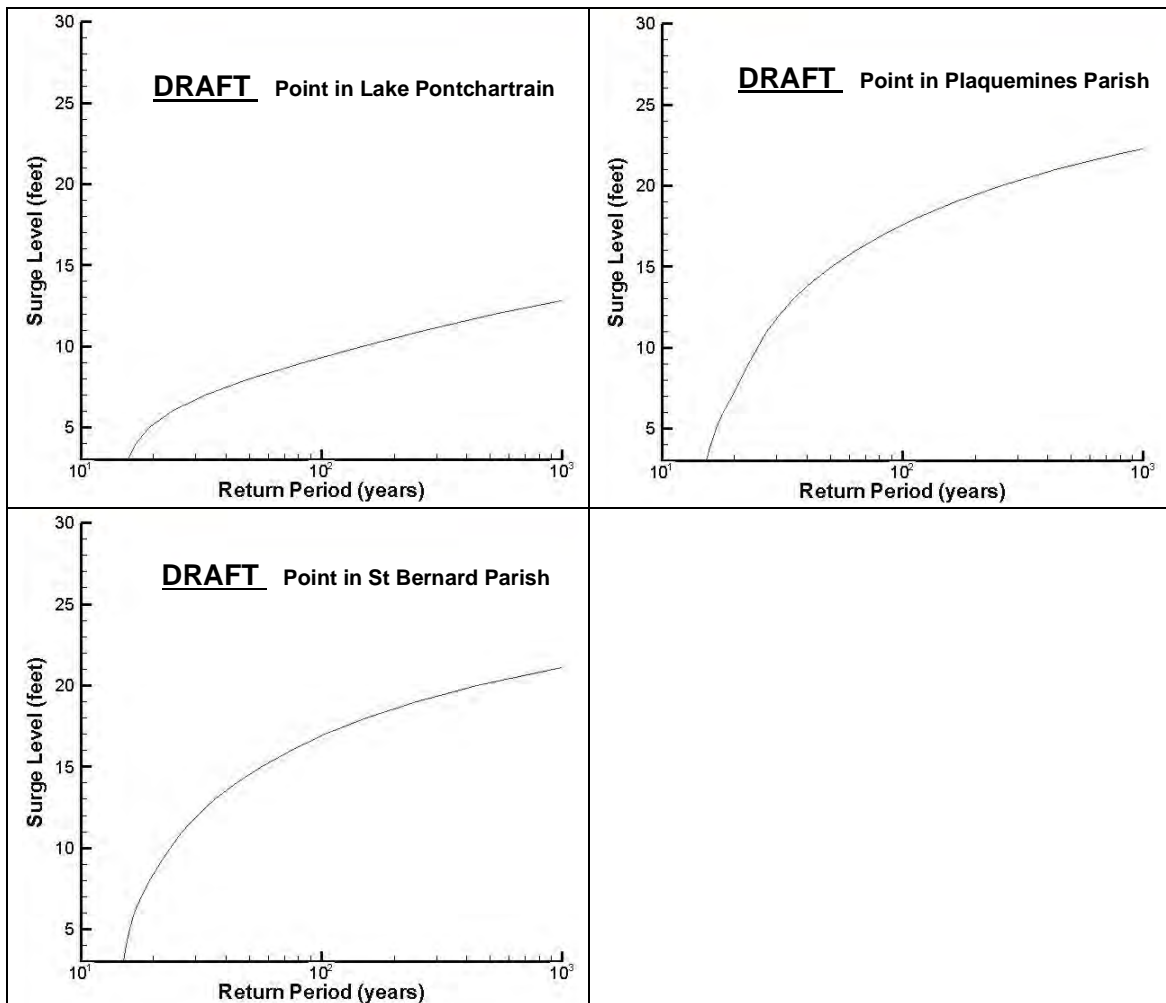 30
DRAFT Point in Lake Pontchartrain
25
20
15
10
5
Surge Level (feet)
10¹ 10² 10³
Return Period (years)
30
DRAFT Point in Plaquemines Parish
25
20
15
10
5
Surge Level (feet)
10¹ 10² 10³
Return Period (years)
30
DRAFT Point in St Bernard Parish
25
20
15
10
5
Surge Level (feet)
10¹ 10² 10³
Return Period (years)